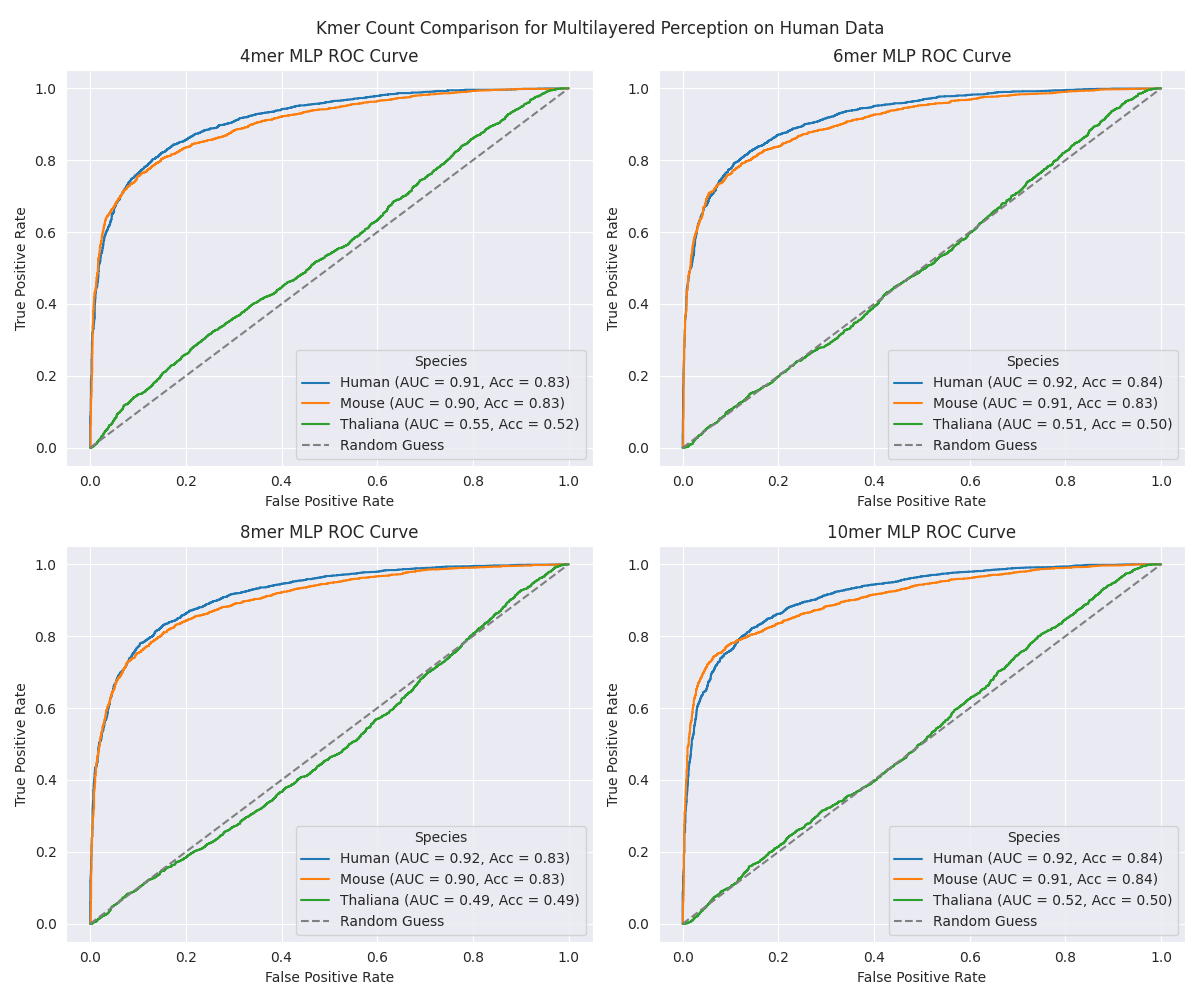 Kmer Count Comparison for Multilayered Perception on Human Data
4mer MLP ROC Curve
True Positive Rate
1.0
0.8
0.6
0.4
0.2
0.0
Species
Human (AUC = 0.91, Acc = 0.83)
Mouse (AUC = 0.90, Acc = 0.83)
Thaliana (AUC = 0.55, Acc = 0.52)
Random Guess
0.0 0.2 0.4 0.6 0.8 1.0
False Positive Rate
6mer MLP ROC Curve
True Positive Rate
1.0
0.8
0.6
0.4
0.2
0.0
Species
Human (AUC = 0.92, Acc = 0.84)
Mouse (AUC = 0.91, Acc = 0.83)
Thaliana (AUC = 0.51, Acc = 0.50)
Random Guess
0.0 0.2 0.4 0.6 0.8 1.0
False Positive Rate
8mer MLP ROC Curve
True Positive Rate
1.0
0.8
0.6
0.4
0.2
0.0
Species
Human (AUC = 0.92, Acc = 0.83)
Mouse (AUC = 0.90, Acc = 0.83)
Thaliana (AUC = 0.49, Acc = 0.49)
Random Guess
0.0 0.2 0.4 0.6 0.8 1.0
False Positive Rate
10mer MLP ROC Curve
True Positive Rate
1.0
0.8
0.6
0.4
0.2
0.0
Species
Human (AUC = 0.92, Acc = 0.84)
Mouse (AUC = 0.91, Acc = 0.84)
Thaliana (AUC = 0.52, Acc = 0.50)
Random Guess
0.0 0.2 0.4 0.6 0.8 1.0
False Positive Rate